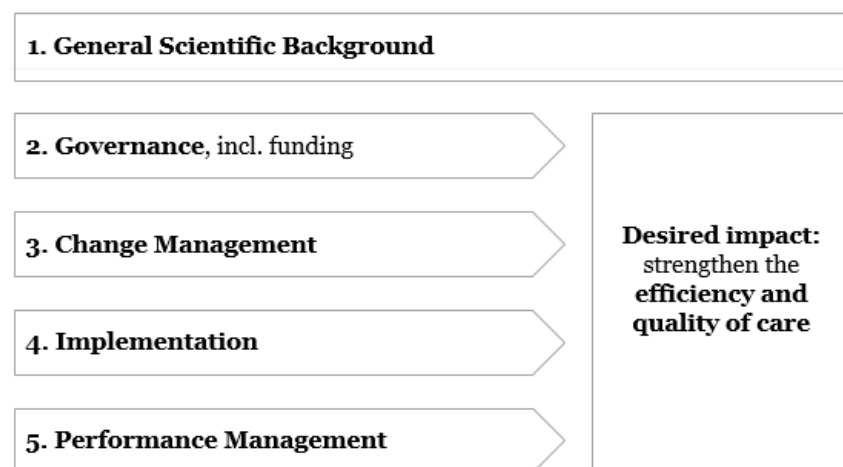 1. General Scientific Background
2. Governance, incl. funding
3. Change Management
4. Implementation
5. Performance Management
Desired impact:
strengthen the
efficiency and
quality of care